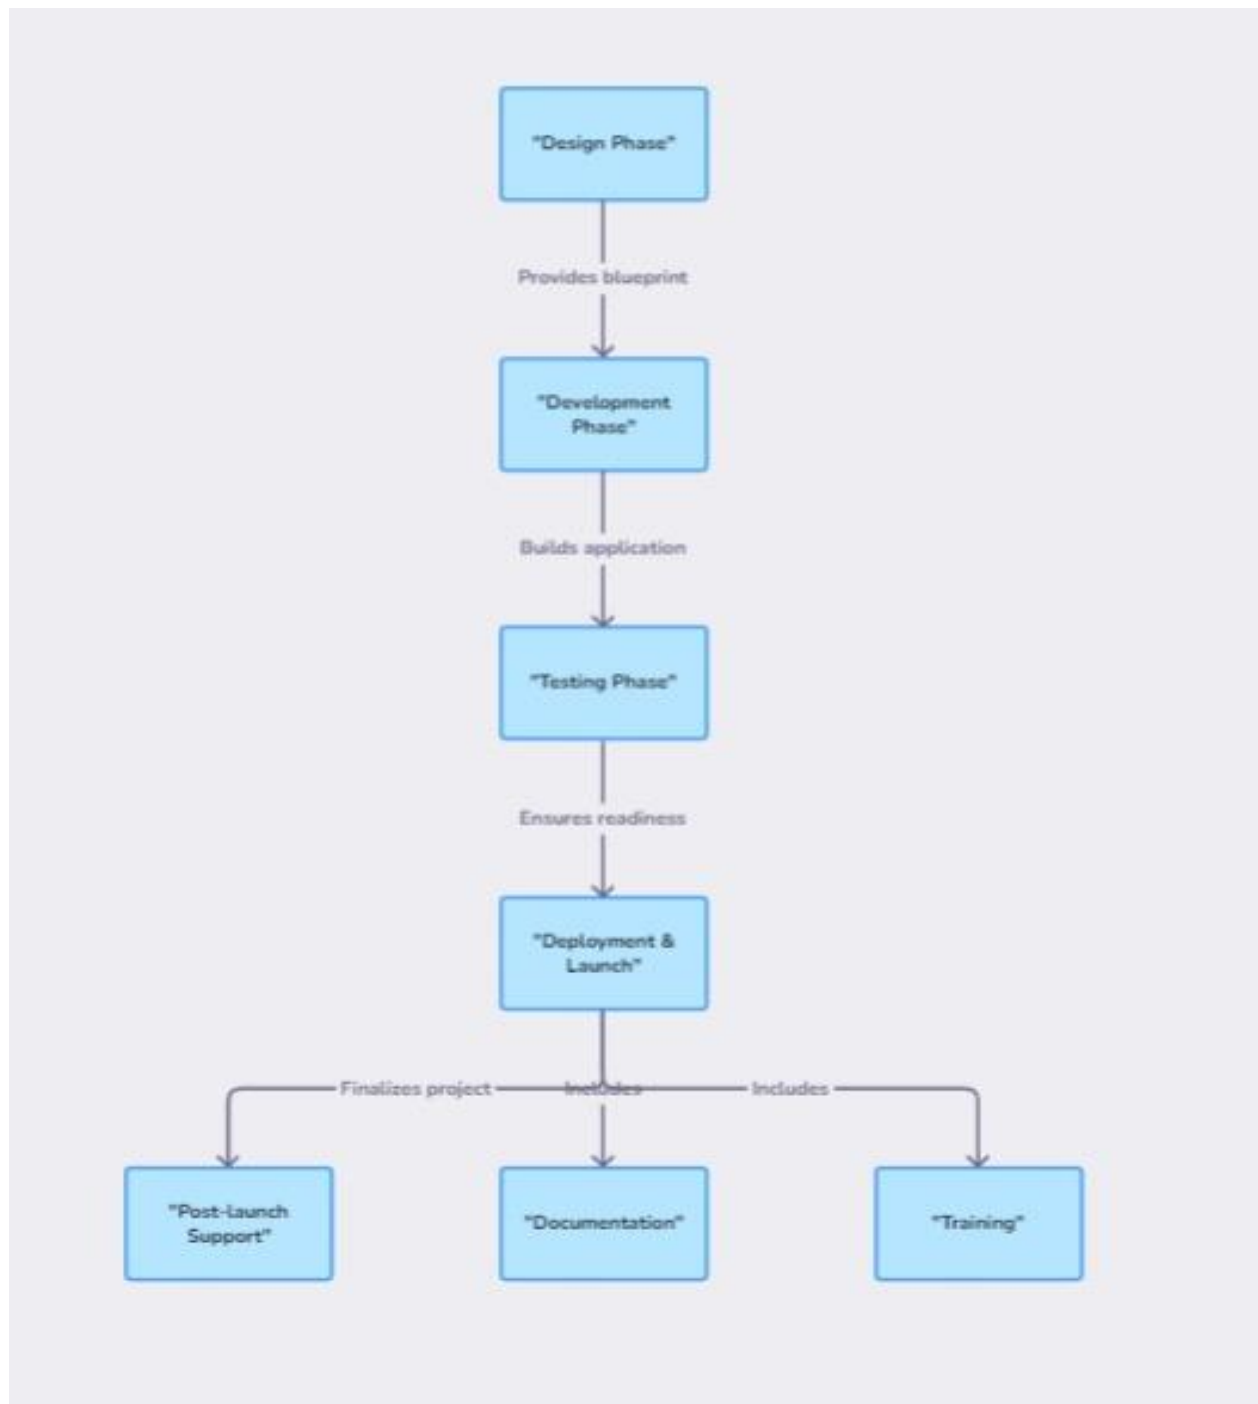 "Design Phase"
Provides blueprint
"Development
Phase"
Builds application
"Testing Phase"
Ensures readiness
"Deployment &
Launch"
Finalizes project
Includes
Includes
"Post-launch
Support"
"Documentation"
"Training"